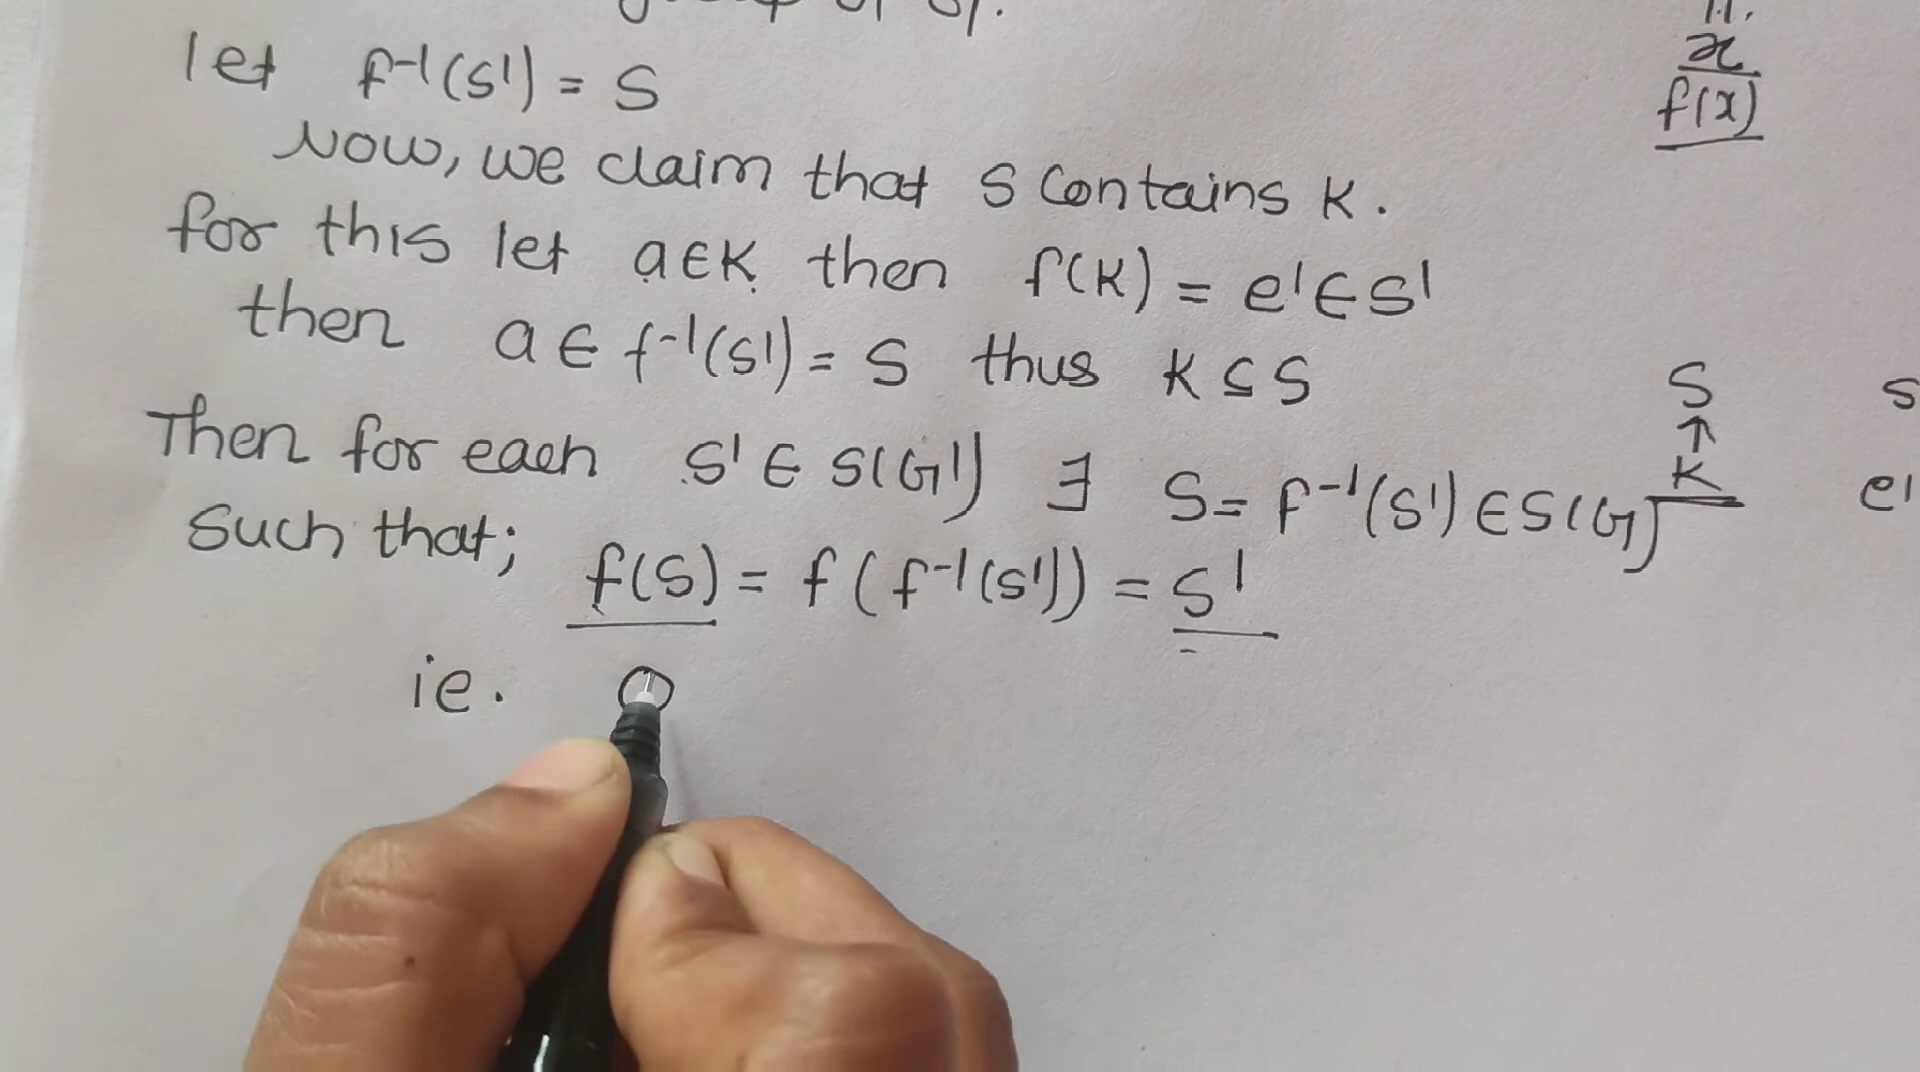 let f⁻¹(S') = S
Now, we claim that S contains K.
for this let a∈K then f(K) = e'∈S'
then a ∈ f⁻¹(S') = S thus K ⊆ S
Then for each S' ∈ S(G') ∃ S = f⁻¹(S') ∈ S(G)
Such that; f(S) = f(f⁻¹(S')) = S'
ie.
x
f(x)
S
↑
K
S
e'